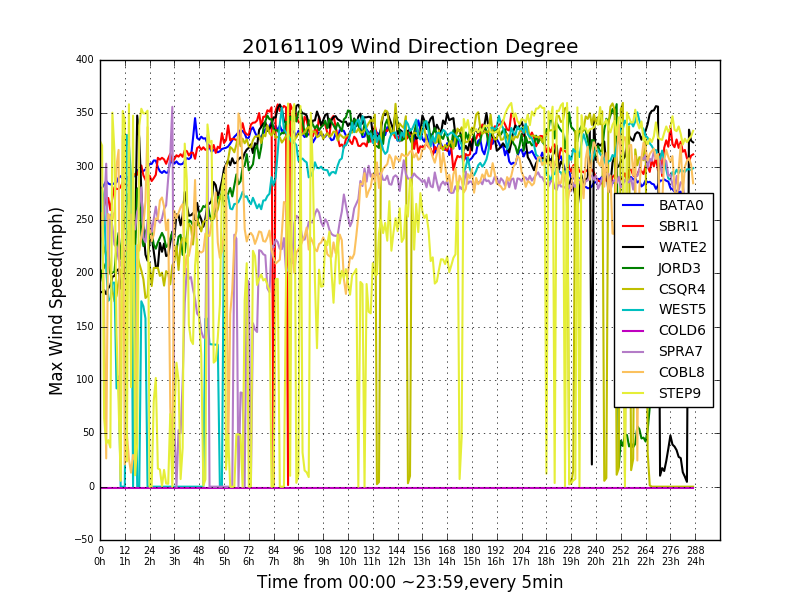 20161109 Wind Direction Degree
400
350
300
250
200
150
100
50
0
−50
Max Wind Speed(mph)
BATA0
SBRI1
WATE2
JORD3
CSQR4
WEST5
COLD6
SPRA7
COBL8
STEP9
0 12 24 36 48 60 72 84 96 108 120 132 144 156 168 180 192 204 216 228 240 252 264 276 288
0h 1h 2h 3h 4h 5h 6h 7h 8h 9h 10h 11h 12h 13h 14h 15h 16h 17h 18h 19h 20h 21h 22h 23h 24h
Time from 00:00 ~23:59,every 5min